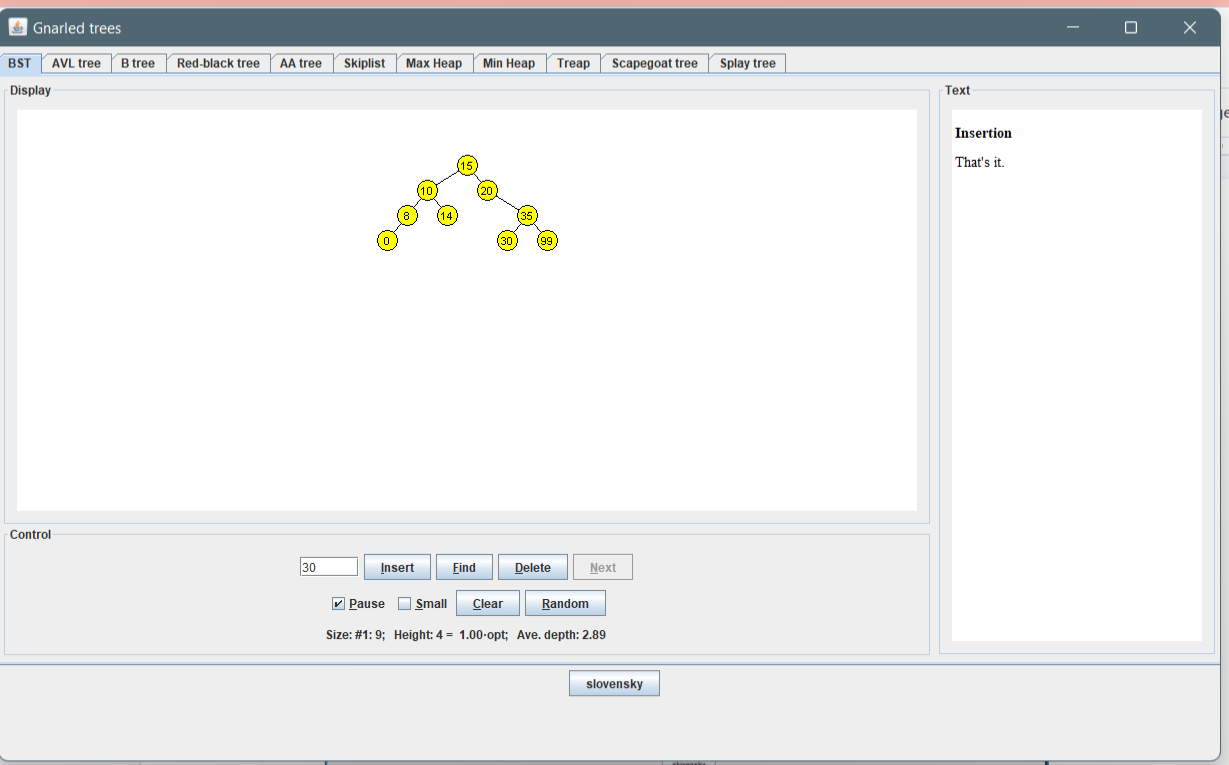 Gnarled trees
BST AVL tree B tree Red-black tree AA tree Skiplist Max Heap Min Heap Treap Scapegoat tree Splay tree
Display
15
10 20
8 14 35
0 30 99
Text
Insertion
That's it.
Control
30 Insert Find Delete Next
Pause Small Clear Random
Size: #1: 9; Height: 4 = 1.00·opt; Ave. depth: 2.89
slovensky